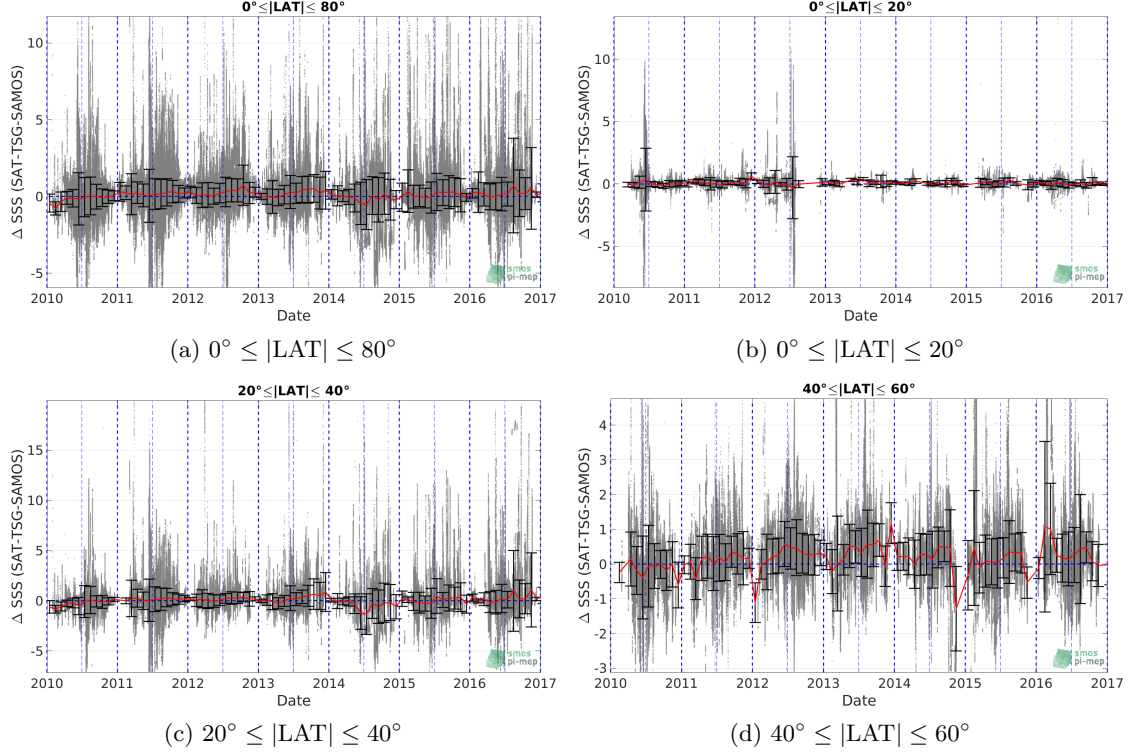 0°≤|LAT|≤ 80°
Δ SSS (SAT-TSG-SAMOS)
10
5
0
-5
2010 2011 2012 2013 2014 2015 2016 2017
Date
smos
pi-mep
(a) 0° ≤ |LAT| ≤ 80°
0°≤|LAT|≤ 20°
Δ SSS (SAT-TSG-SAMOS)
10
5
0
-5
2010 2011 2012 2013 2014 2015 2016 2017
Date
smos
pi-mep
(b) 0° ≤ |LAT| ≤ 20°
20°≤|LAT|≤ 40°
Δ SSS (SAT-TSG-SAMOS)
15
10
5
0
-5
2010 2011 2012 2013 2014 2015 2016 2017
Date
smos
pi-mep
(c) 20° ≤ |LAT| ≤ 40°
40°≤|LAT|≤ 60°
Δ SSS (SAT-TSG-SAMOS)
4
3
2
1
0
-1
-2
-3
2010 2011 2012 2013 2014 2015 2016 2017
Date
smos
pi-mep
(d) 40° ≤ |LAT| ≤ 60°